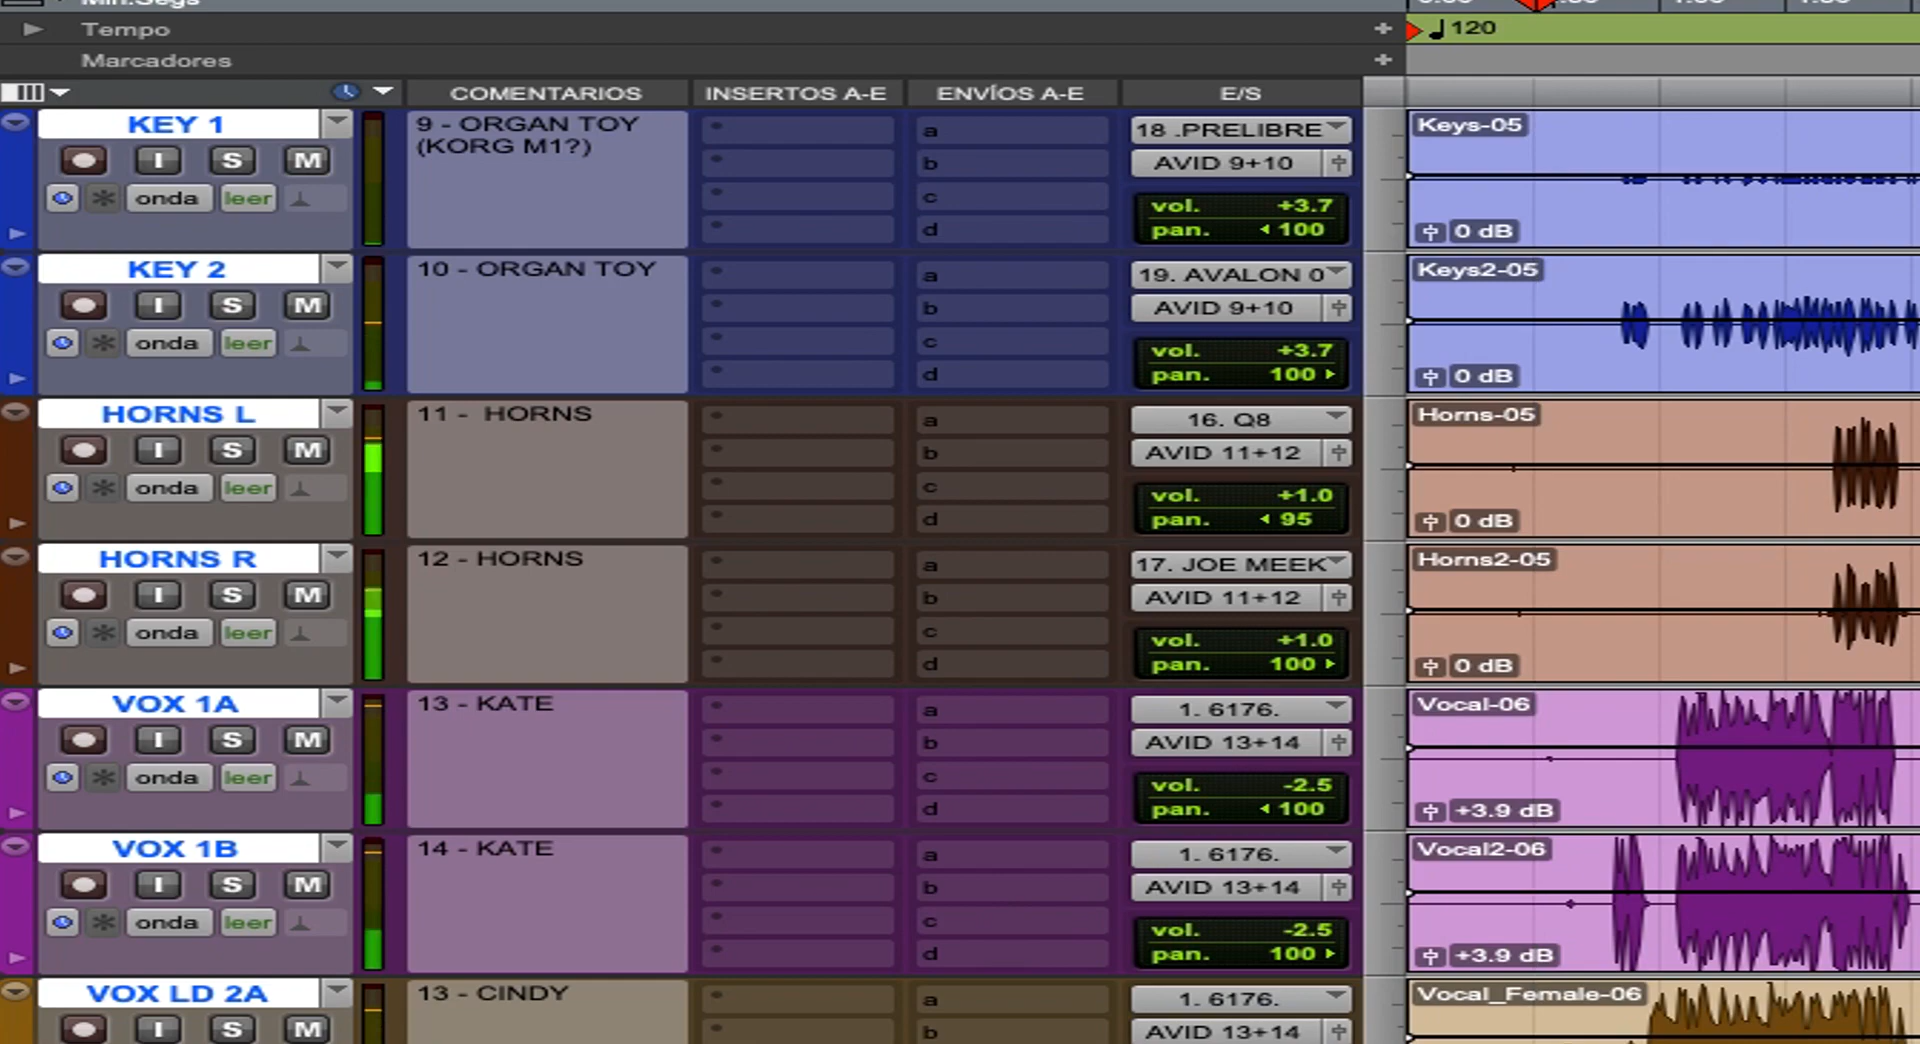 Min:Segs
Tempo
120
Marcadores
COMENTARIOS INSERTOS A-E ENVÍOS A-E E/S
KEY 1
9 - ORGAN TOY
(KORG M1?)
I S M
onda leer
a
b
c
d
18 .PRELIBRE
AVID 9+10
vol. +3.7
pan. 100
Keys-05
0 dB
KEY 2
10 - ORGAN TOY
I S M
onda leer
a
b
c
d
19. AVALON 0
AVID 9+10
vol. +3.7
pan. 100
Keys2-05
0 dB
HORNS L
11 - HORNS
I S M
onda leer
a
b
c
d
16. Q8
AVID 11+12
vol. +1.0
pan. 95
Horns-05
0 dB
HORNS R
12 - HORNS
I S M
onda leer
a
b
c
d
17. JOE MEEK
AVID 11+12
vol. +1.0
pan. 100
Horns2-05
0 dB
VOX 1A
13 - KATE
I S M
onda leer
a
b
c
d
1. 6176.
AVID 13+14
vol. -2.5
pan. 100
Vocal-06
+3.9 dB
VOX 1B
14 - KATE
I S M
onda leer
a
b
c
d
1. 6176.
AVID 13+14
vol. -2.5
pan. 100
Vocal2-06
+3.9 dB
VOX LD 2A
13 - CINDY
I S M
a
b
1. 6176.
AVID 13+14
Vocal_Female-06